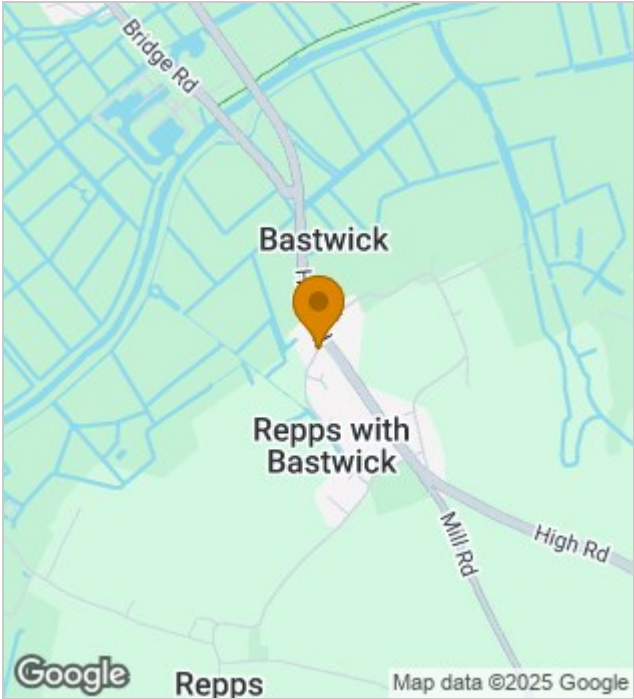 Bridge Rd
Bastwick
Repps with
Bastwick
High Rd
Mill Rd
Repps
Google
Map data ©2025 Google